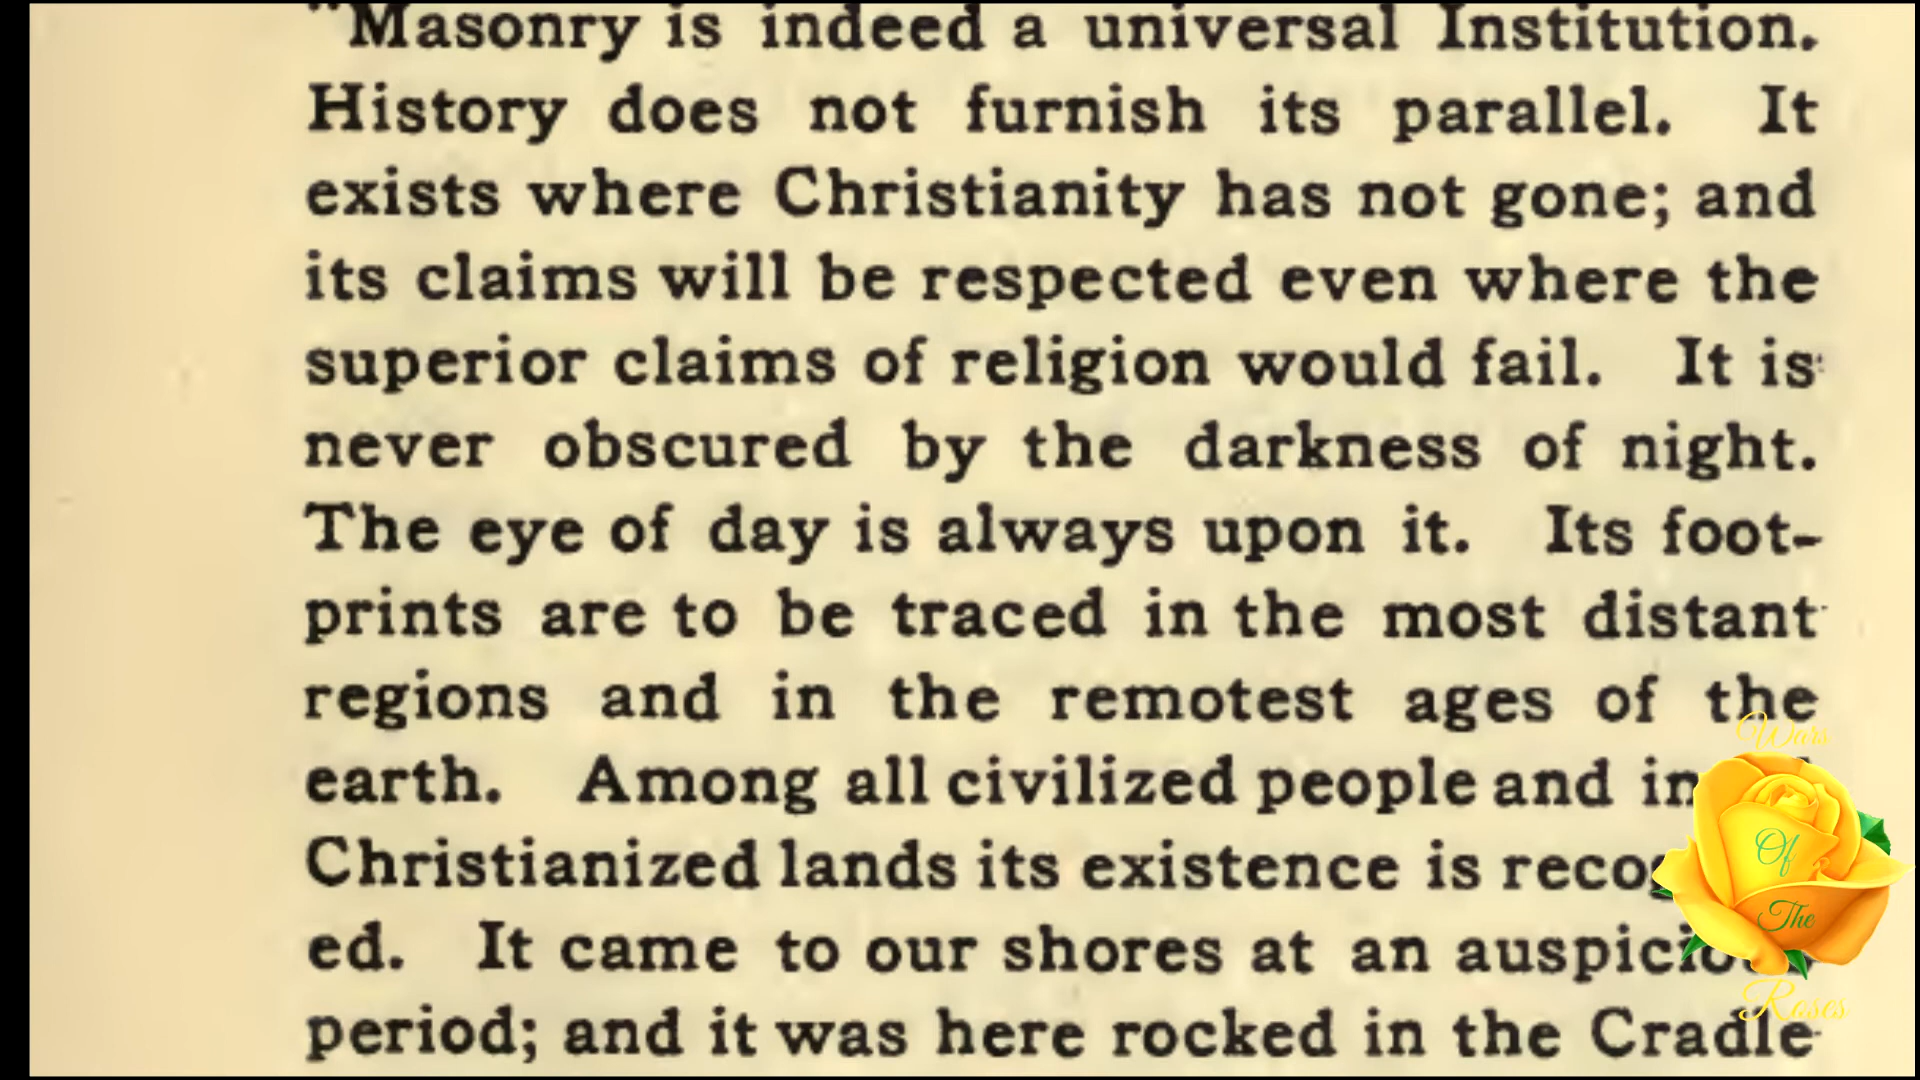 "Masonry is indeed a universal Institution.
History does not furnish its parallel. It
exists where Christianity has not gone; and
its claims will be respected even where the
superior claims of religion would fail. It is
never obscured by the darkness of night.
The eye of day is always upon it. Its foot-
prints are to be traced in the most distant
regions and in the remotest ages of the
earth. Among all civilized people and in
Christianized lands its existence is
ed. It came to our shores at an
period; and it was here rocked in the Cradle
Wars
Of
The
Roses